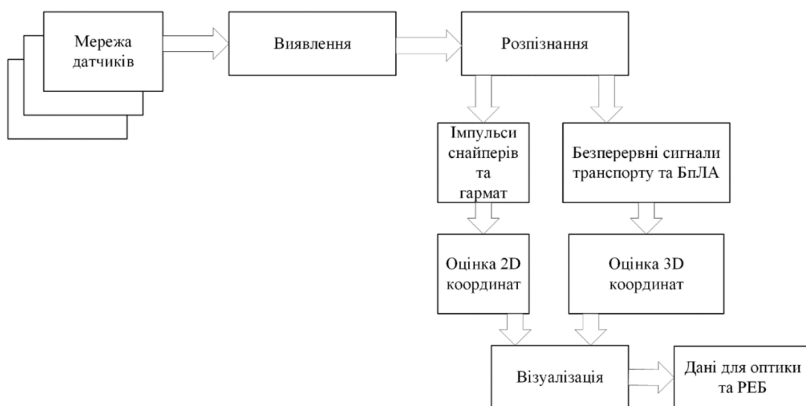 Мережа
датчиків
Виявлення
Розпізнання
Імпульси
снайперів
та
гармат
Безперервні сигнали
транспорту та БпЛА
Оцінка 2D
координат
Оцінка 3D
координат
Візуалізація
Дані для оптики
та РЕБ